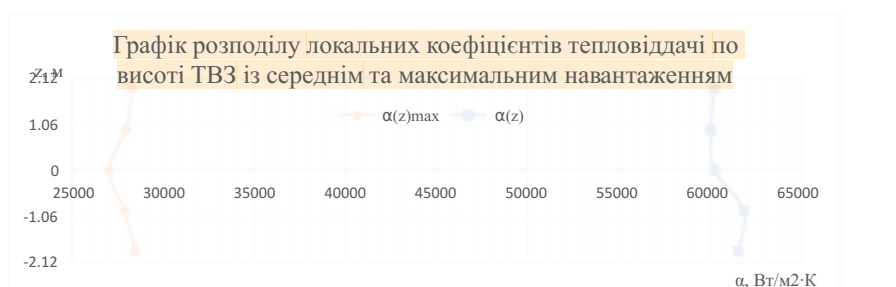 Графік розподілу локальних коефіцієнтів тепловіддачі по
висоті ТВЗ із середнім та максимальним навантаженням
z, м
2.12
α(z)max α(z)
1.06
0
25000 30000 35000 40000 45000 50000 55000 60000 65000
-1.06
-2.12
α, Вт/м2·К